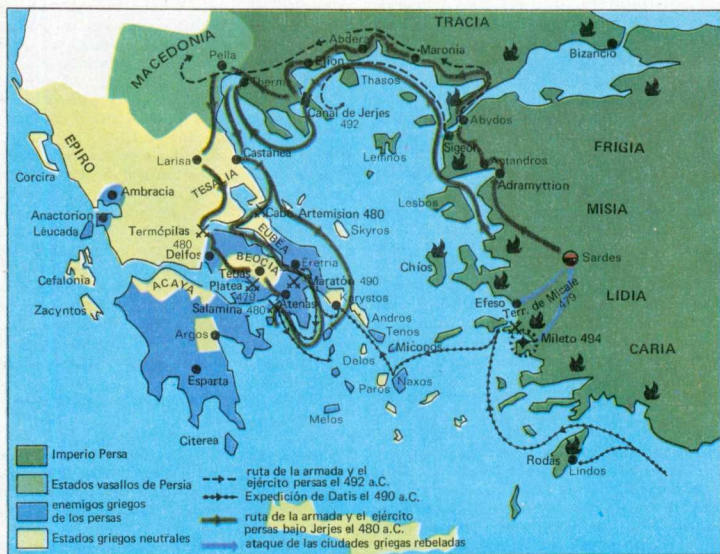 TRACIA
Abdera
Maronia
Bizancio
MACEDONIA
Pella
Eijon
Therme
Thasos
Canal de Jerjes
492
Abydos
Sigeon
FRIGIA
EPIRO
Larisa
Castanea
Lemnos
Antandros
Adramyttion
Corcira
TESALIA
Ambracia
Lesbos
MISIA
Anactorion
Léucada
Cabo Artemision 480
Skyros
Termópilas
480
EUBEA
Delfos
BEOCIA
Eretria
Chíos
Sardes
Cefalonia
Tebas
Maratón 490
ACAYA
Platea
479
Efeso
Terr. de Micale
479
LIDIA
Zacyntos
Salamina 480
Atenas
Karystos
Andros
Tenos
Miconos
Mileto 494
Argos
Delos
CARIA
Esparta
Paros
Naxos
Melos
Citerea
Rodas
Lindos
Imperio Persa
Estados vasallos de Persia
enemigos griegos
de los persas
Estados griegos neutrales
ruta de la armada y el
ejército persas el 492 a.C.
Expedición de Datis el 490 a.C.
ruta de la armada y el ejército
persas bajo Jerjes el 480 a.C.
ataque de las ciudades griegas rebeladas